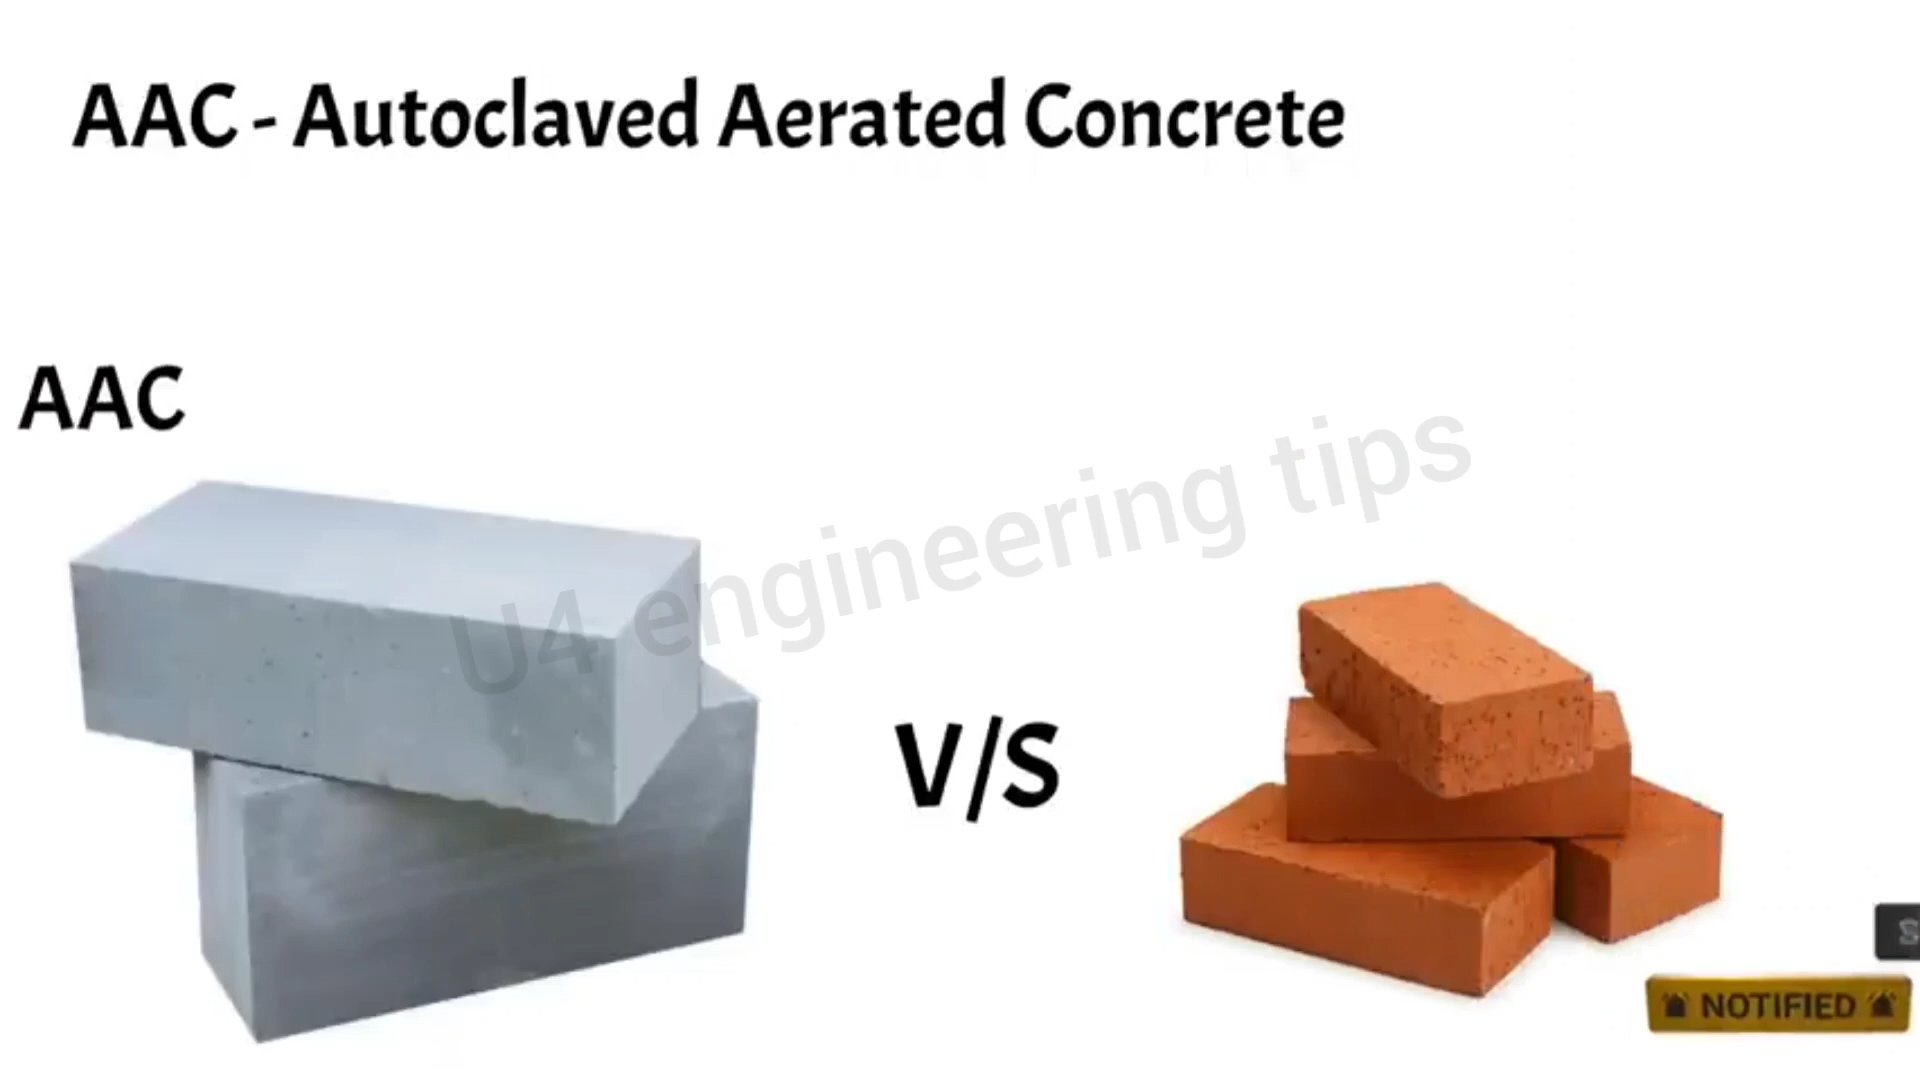 AAC - Autoclaved Aerated Concrete
AAC
U4 engineering tips
V/S
S
NOTIFIED